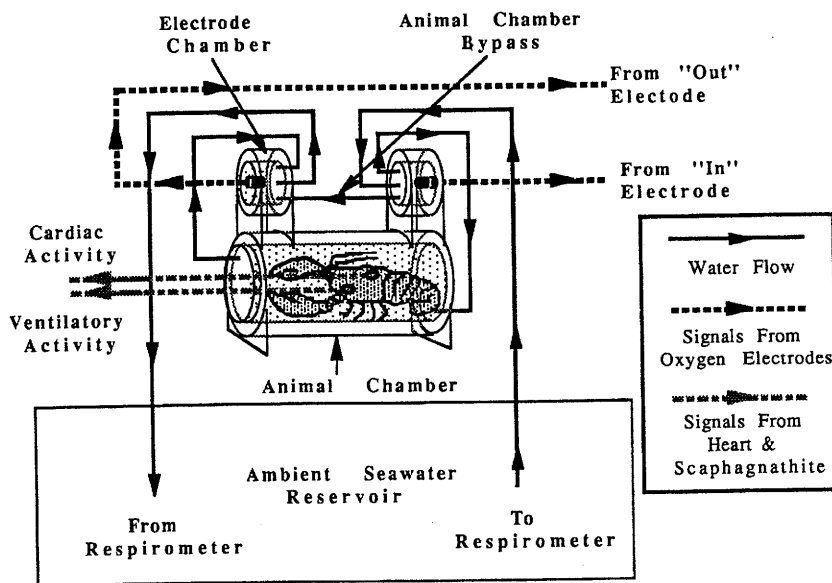 Electrode
Chamber
Animal Chamber
Bypass
From "Out"
Electode
From "In"
Electrode
Cardiac
Activity
Ventilatory
Activity
Animal Chamber
Water Flow
Signals From
Oxygen Electrodes
Signals From
Heart &
Scaphagnathite
Ambient Seawater
Reservoir
From
Respirometer
To
Respirometer